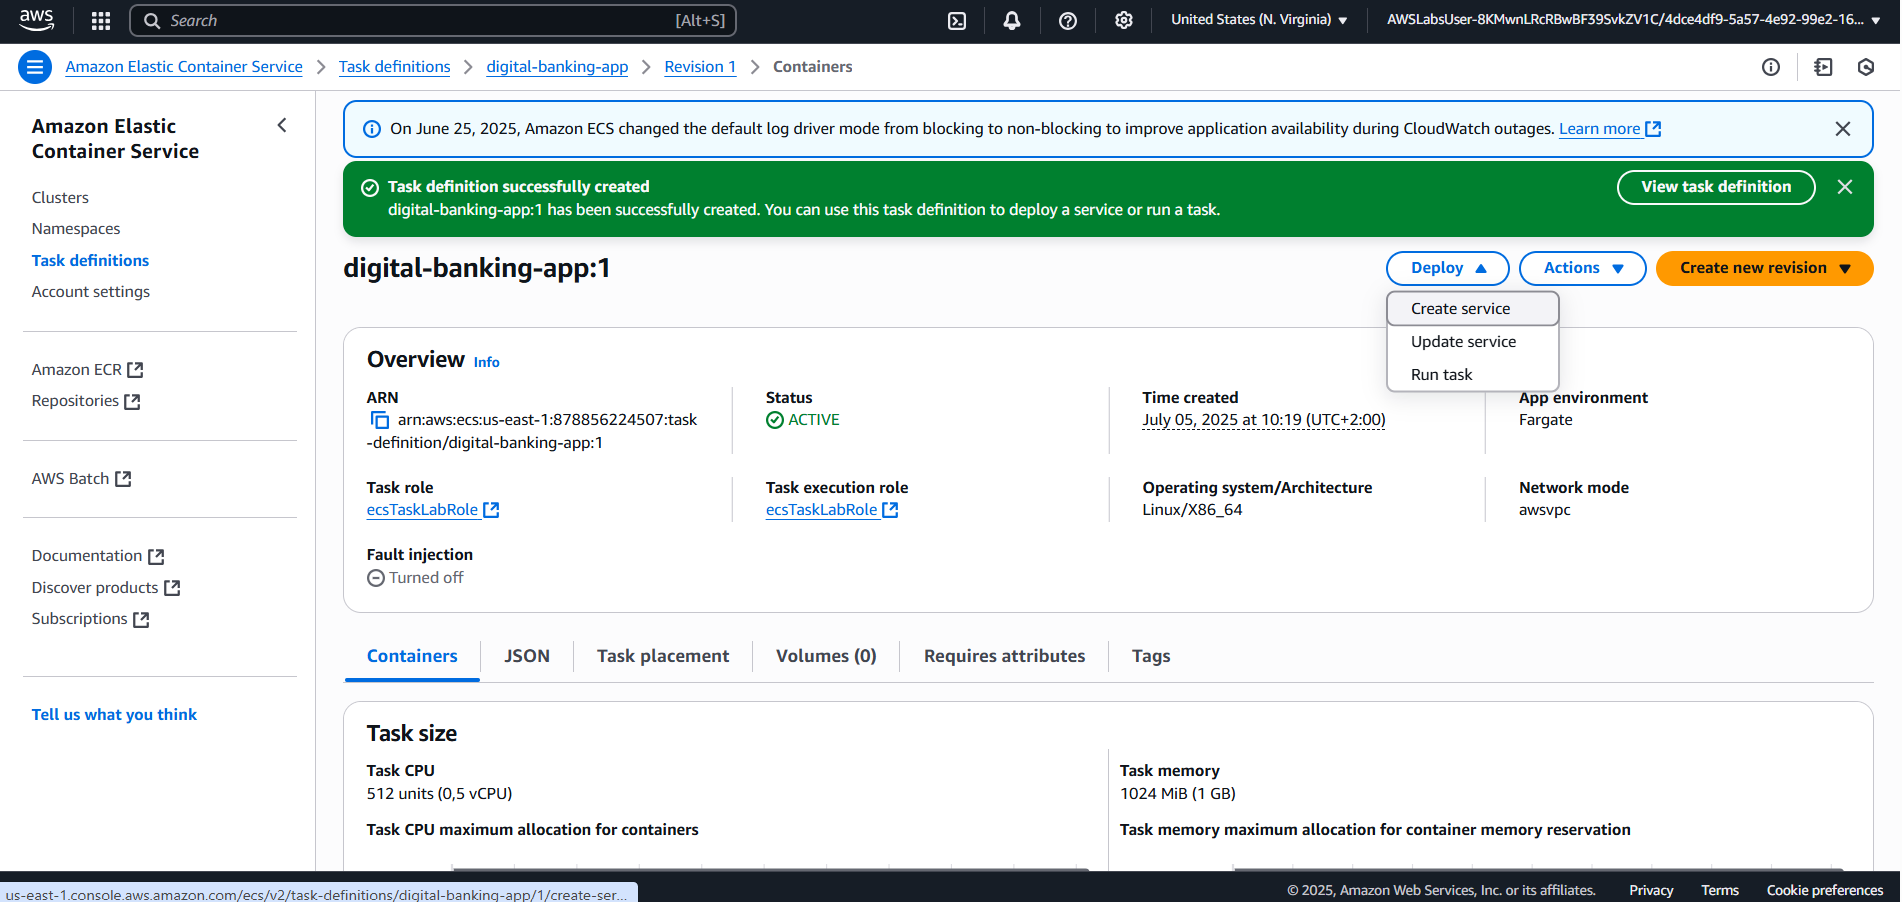 aws
Search [Alt+S]
United States (N. Virginia)
AWSLabsUser-8KMwnLRcRBwBF39SvkZV1C/4dce4df9-5a57-4e92-99e2-16...
Amazon Elastic Container Service > Task definitions > digital-banking-app > Revision 1 > Containers
Amazon Elastic
Container Service
Clusters
Namespaces
Task definitions
Account settings
Amazon ECR
Repositories
AWS Batch
Documentation
Discover products
Subscriptions
Tell us what you think
On June 25, 2025, Amazon ECS changed the default log driver mode from blocking to non-blocking to improve application availability during CloudWatch outages. Learn more
Task definition successfully created
digital-banking-app:1 has been successfully created. You can use this task definition to deploy a service or run a task.
View task definition
digital-banking-app:1
Deploy
Actions
Create new revision
Create service
Update service
Run task
Overview Info
ARN
arn:aws:ecs:us-east-1:878856224507:task
-definition/digital-banking-app:1
Status
ACTIVE
Time created
July 05, 2025 at 10:19 (UTC+2:00)
App environment
Fargate
Task role
ecsTaskLabRole
Task execution role
ecsTaskLabRole
Operating system/Architecture
Linux/X86_64
Network mode
awsvpc
Fault injection
Turned off
Containers
JSON
Task placement
Volumes (0)
Requires attributes
Tags
Task size
Task CPU
512 units (0,5 vCPU)
Task memory
1024 MiB (1 GB)
Task CPU maximum allocation for containers
Task memory maximum allocation for container memory reservation
us-east-1.console.aws.amazon.com/ecs/v2/task-definitions/digital-banking-app/1/create-ser...
© 2025, Amazon Web Services, Inc. or its affiliates.
Privacy
Terms
Cookie preferences